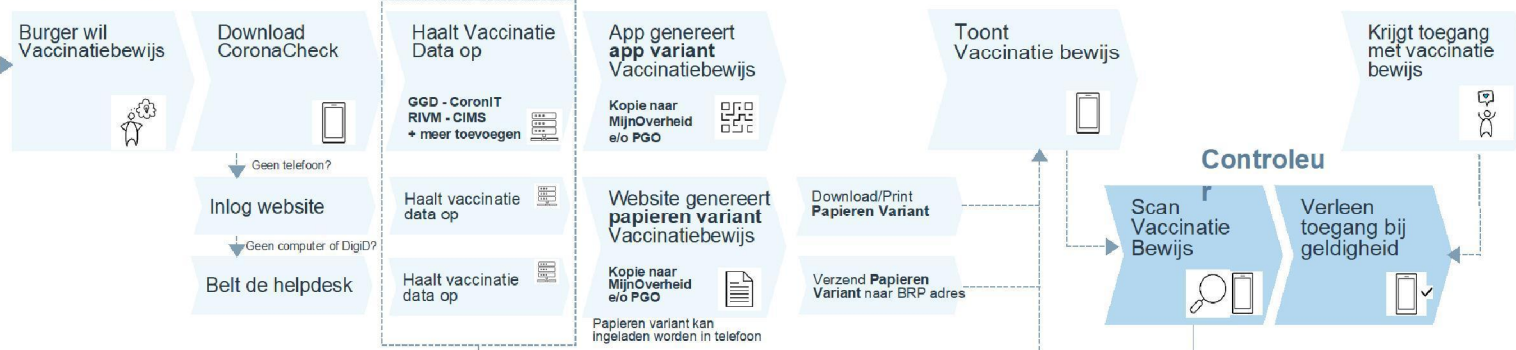 Burger wil
Vaccinatiebewijs
Download
CoronaCheck
Haalt Vaccinatie
Data op
GGD - CoronIT
RIVM - CIMS
+ meer toevoegen
App genereert
app variant
Vaccinatiebewijs
Kopie naar
MijnOverheid
e/o PGO
Toont
Vaccinatie bewijs
Krijgt toegang
met vaccinatie
bewijs
Geen telefoon?
Inlog website
Haalt vaccinatie
data op
Website genereert
papieren variant
Vaccinatiebewijs
Kopie naar
MijnOverheid
e/o PGO
Papieren variant kan
ingeladen worden in telefoon
Download/Print
Papieren Variant
Geen computer of DigiD?
Belt de helpdesk
Haalt vaccinatie
data op
Verzend Papieren
Variant naar BRP adres
Controleu
r
Scan
Vaccinatie
Bewijs
Verleen
toegang bij
geldigheid